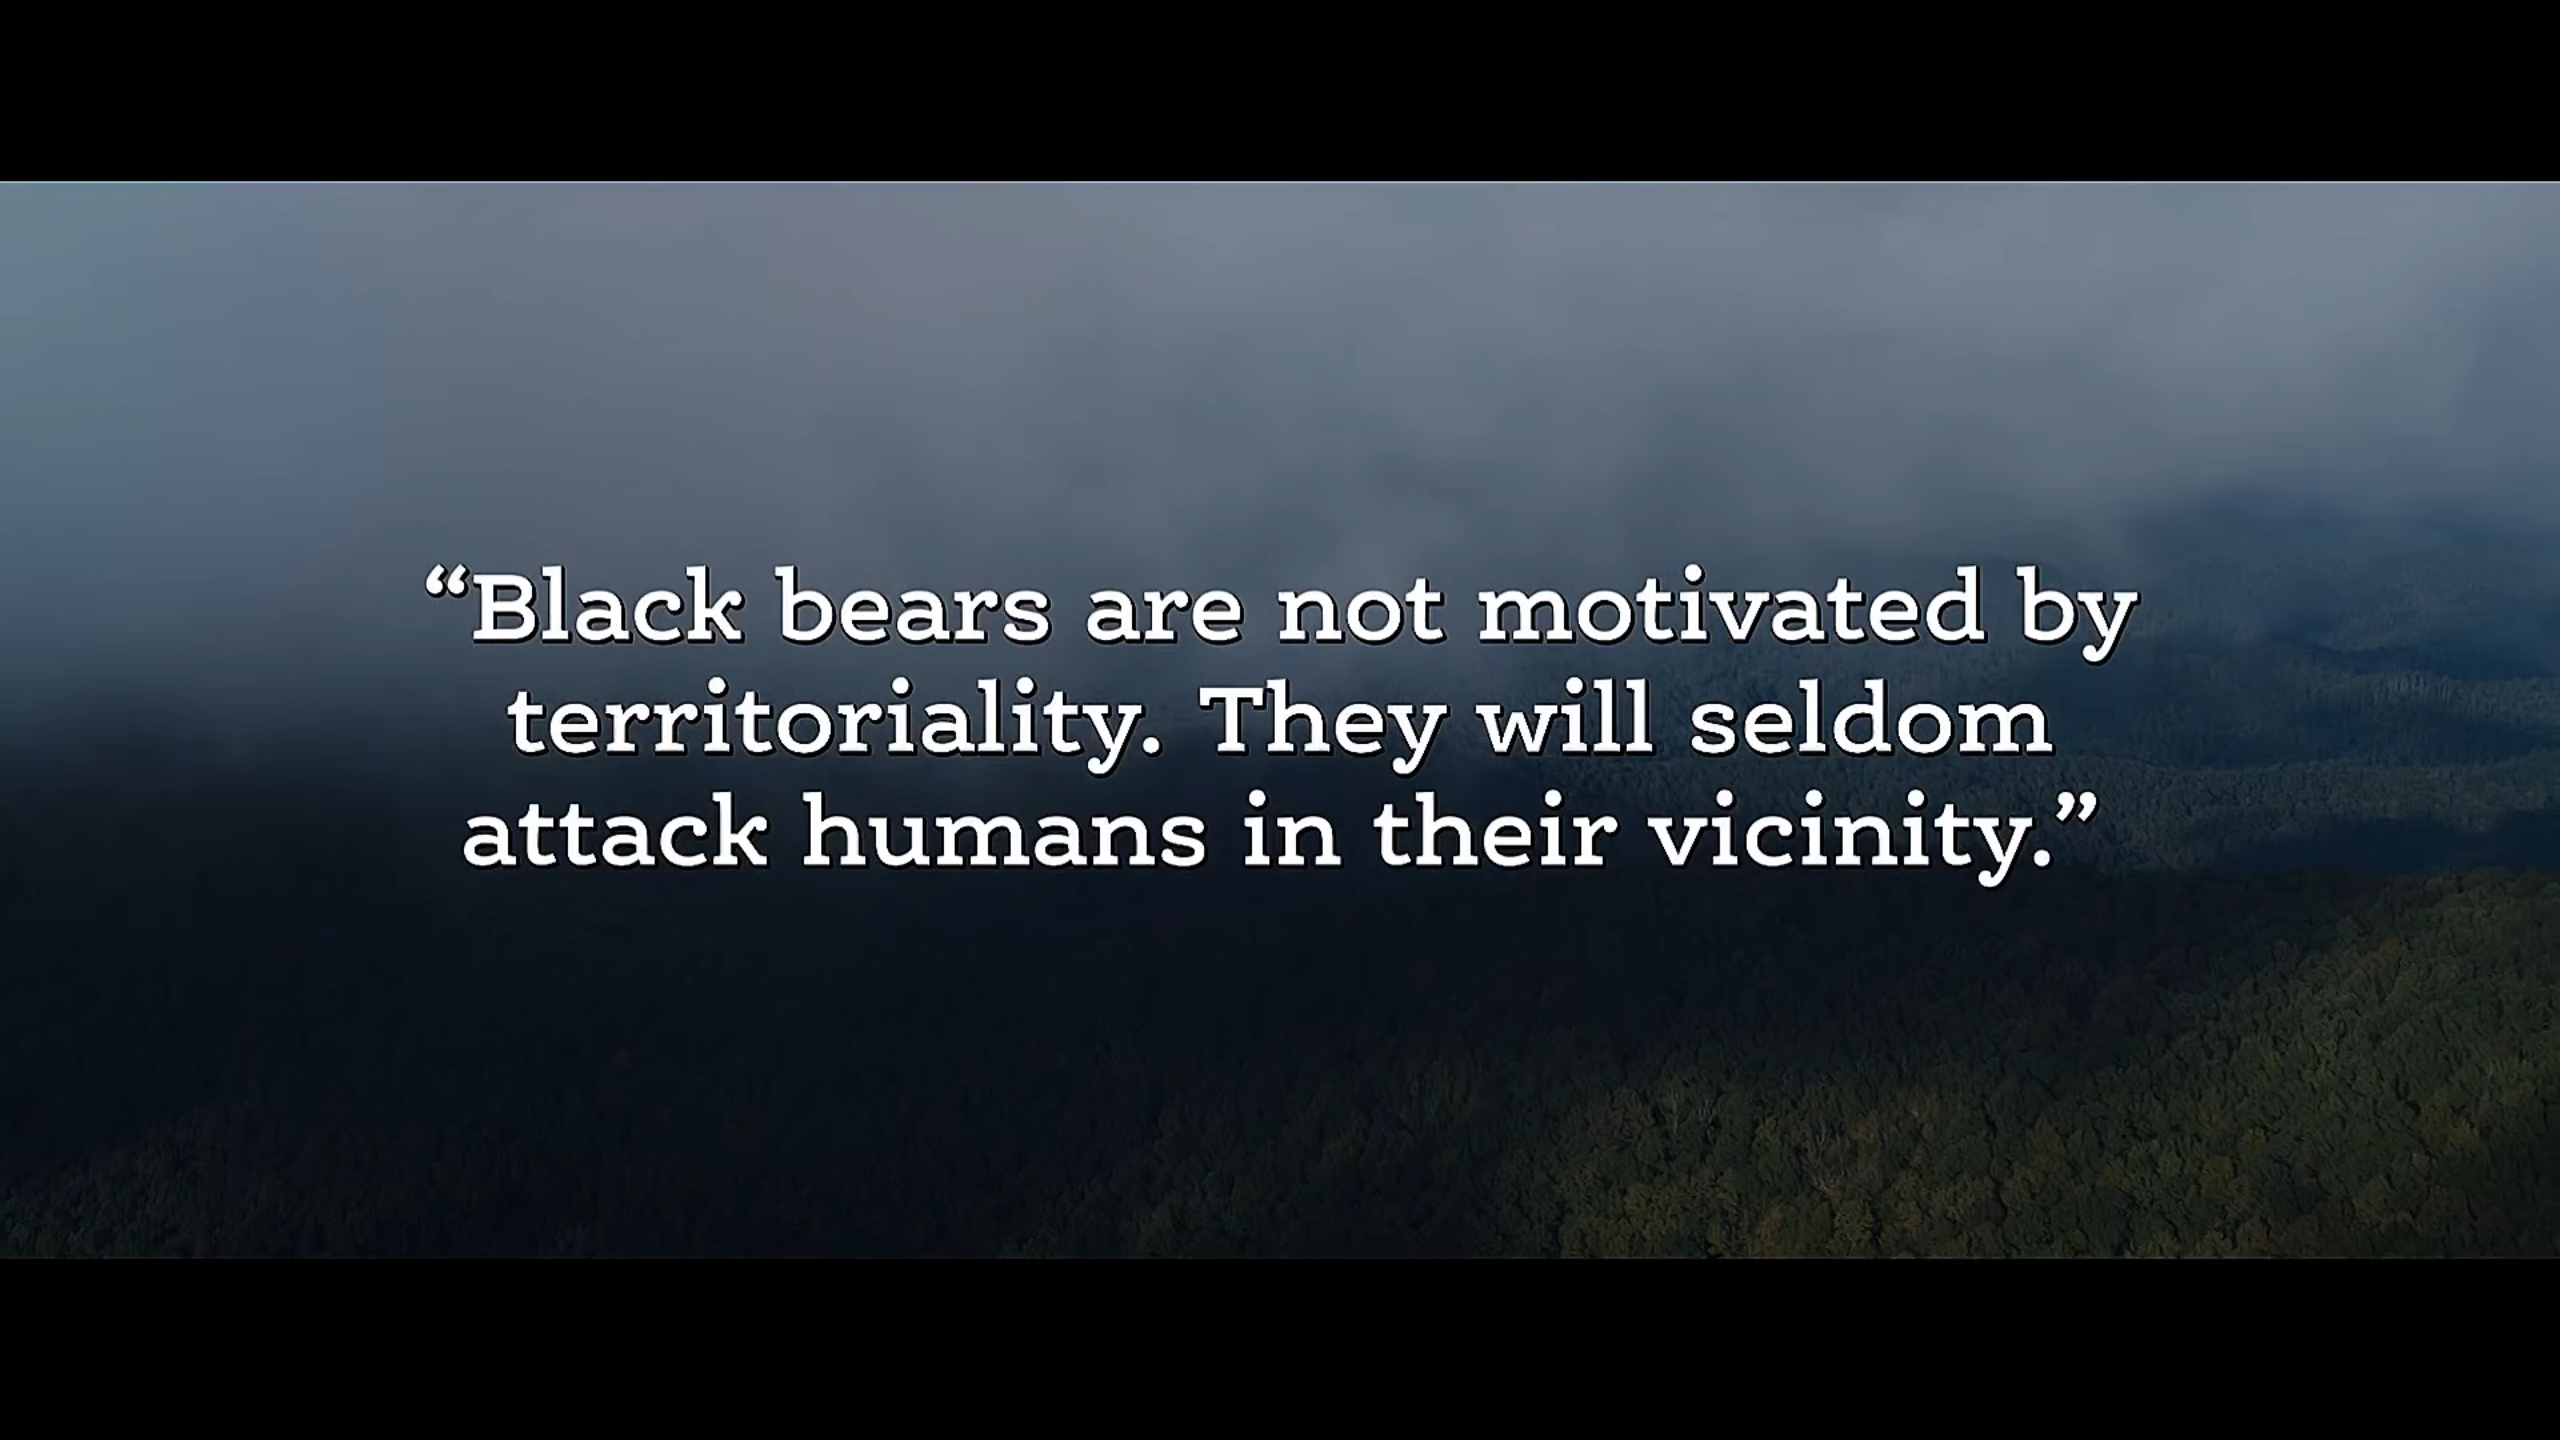 “Black bears are not motivated by
territoriality. They will seldom
attack humans in their vicinity.”